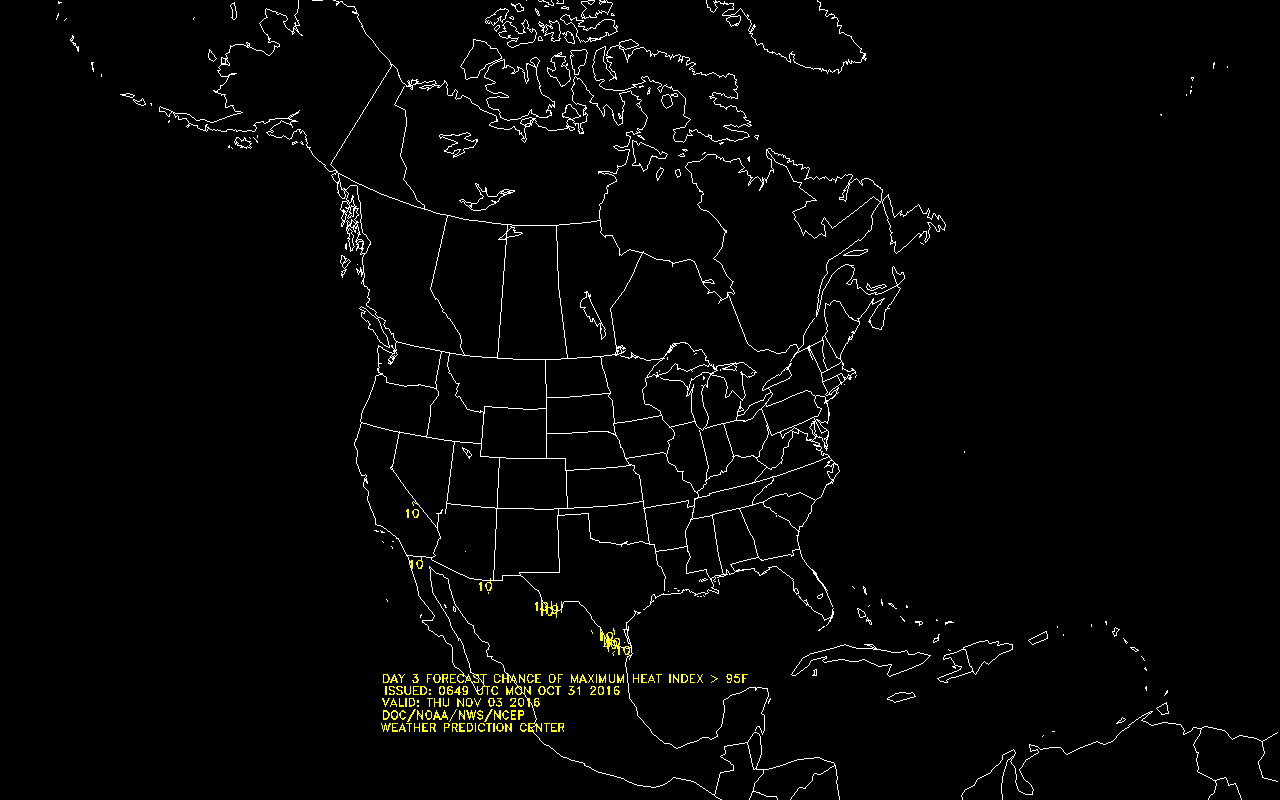 10
10
10
10
10
10
10
DAY 3 FORECAST CHANCE OF MAXIMUM HEAT INDEX > 95F
ISSUED: 0649 UTC MON OCT 31 2016
VALID: THU NOV 03 2016
DOC/NOAA/NWS/NCEP
WEATHER PREDICTION CENTER